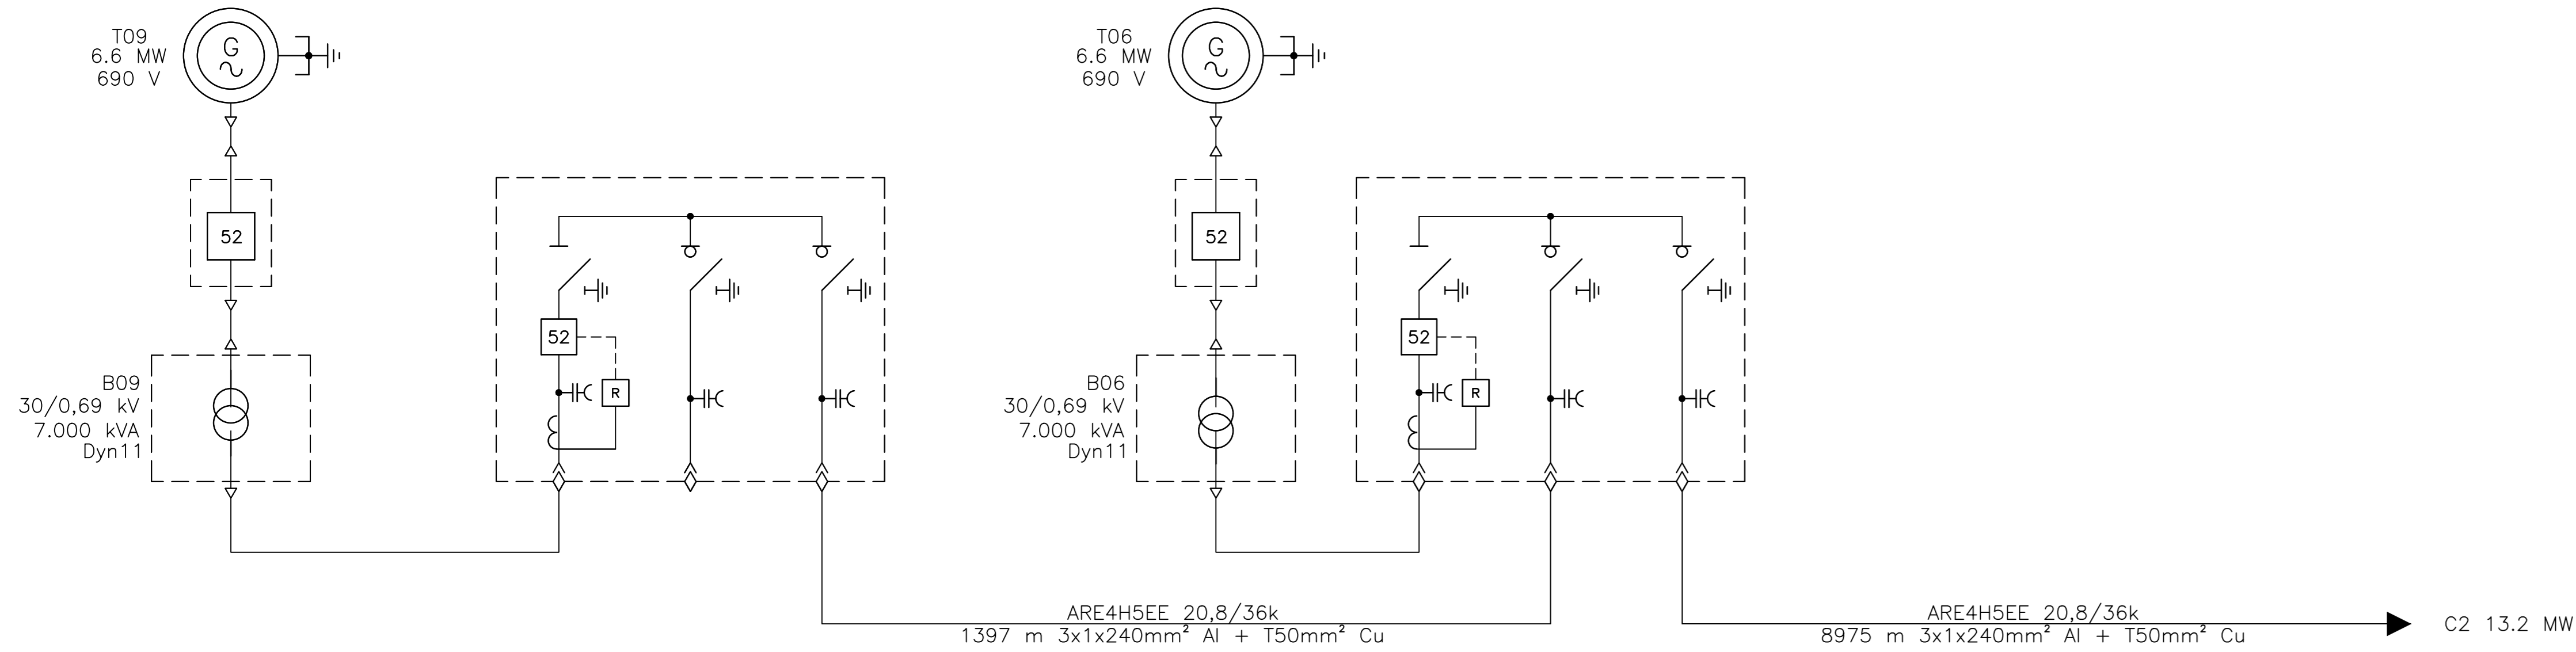 T09
6.6 MW
690 V
G
52
B09
30/0,69 kV
7.000 kVA
Dyn11
52
R
T06
6.6 MW
690 V
G
52
B06
30/0,69 kV
7.000 kVA
Dyn11
52
R
ARE4H5EE 20,8/36k
1397 m 3x1x240mm² Al + T50mm² Cu
ARE4H5EE 20,8/36k
8975 m 3x1x240mm² Al + T50mm² Cu
C2 13.2 MW